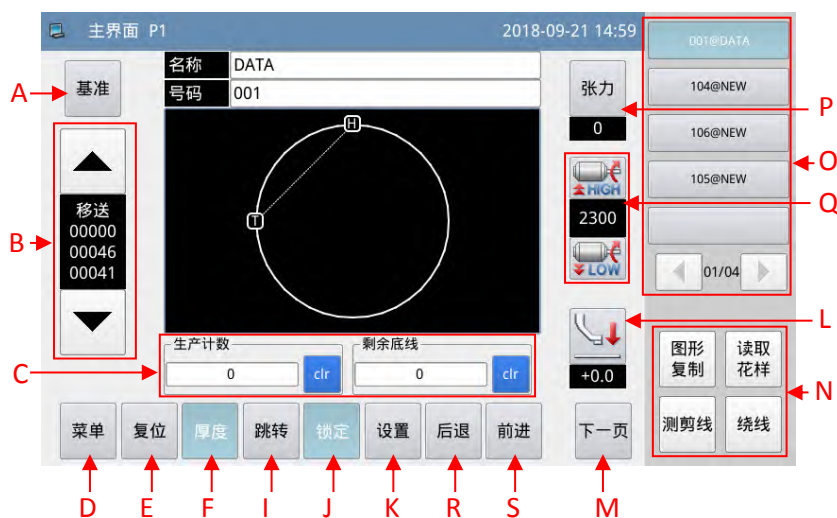 主界面 P1
2018-09-21 14:59
001@DATA
名称 DATA
A
基准
号码 001
张力
104@NEW
P
0
106@NEW
O
H
HIGH
105@NEW
Q
移送
00000
00046
00041
B
T
2300
LOW
01/04
L
生产计数
剩余底线
图形
复制
读取
花样
C
0 clr
0 clr
+0.0
N
菜单 复位 厚度 跳转 锁定 设置 后退 前进 下一页
测剪线 绕线
D E F I J K R S M